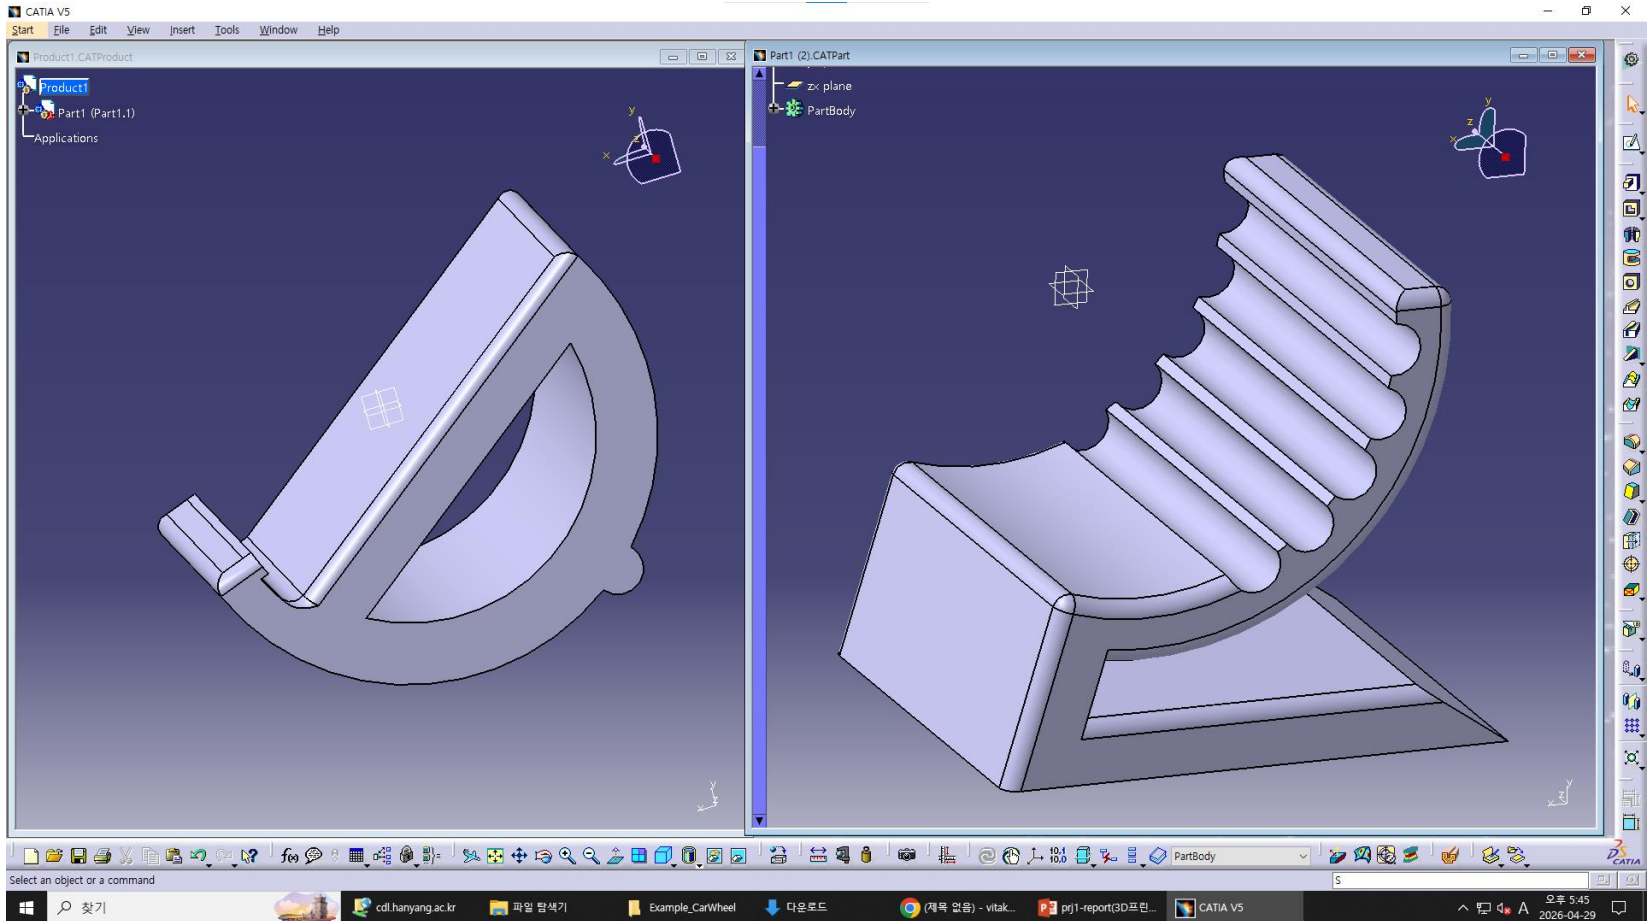 CATIA V5
Start File Edit View Insert Tools Window Help
Product1.CATProduct
Product1
Part1 (Part1.1)
Applications
y
z
x
y
x z
Part1 (2).CATPart
zx plane
PartBody
y
z
x
y
x z
PartBody
CATIA
Select an object or a command
S
찾기
cdl.hanyang.ac.kr
파일 탐색기
Example_CarWheel
다운로드
(제목 없음) - vitak...
prj1-report(3D프린...
CATIA V5
A
오후 5:45
2026-04-29